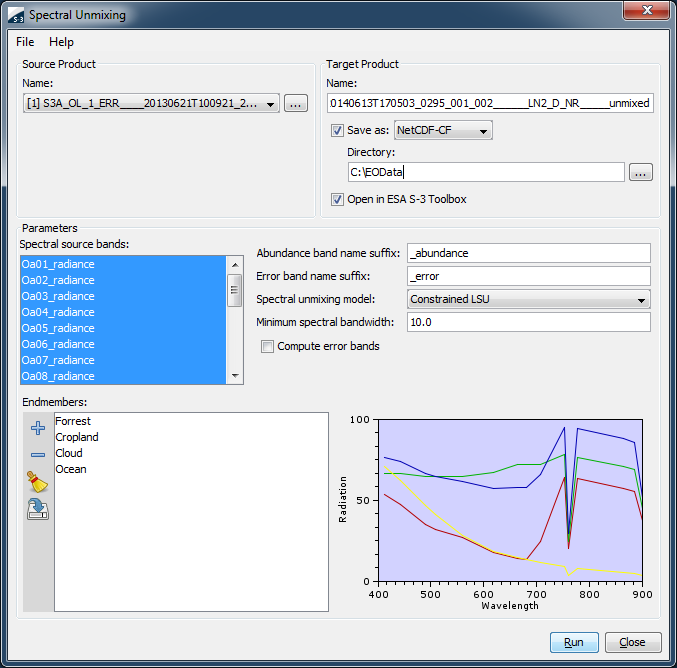 S-3 Spectral Unmixing
File Help
Source Product
Name:
[1] S3A_OL_1_ERR____20130621T100921_2... ...
Target Product
Name:
0140613T170503_0295_001_002______LN2_D_NR_____unmixed
Save as: NetCDF-CF
Directory:
C:\EOData ...
Open in ESA S-3 Toolbox
Parameters
Spectral source bands:
Oa01_radiance
Oa02_radiance
Oa03_radiance
Oa04_radiance
Oa05_radiance
Oa06_radiance
Oa07_radiance
Oa08_radiance
Abundance band name suffix: _abundance
Error band name suffix: _error
Spectral unmixing model: Constrained LSU
Minimum spectral bandwidth: 10.0
Compute error bands
Endmembers:
Forrest
Cropland
Cloud
Ocean
100
50
0
Radiation
400 500 600 700 800 900
Wavelength
Run Close